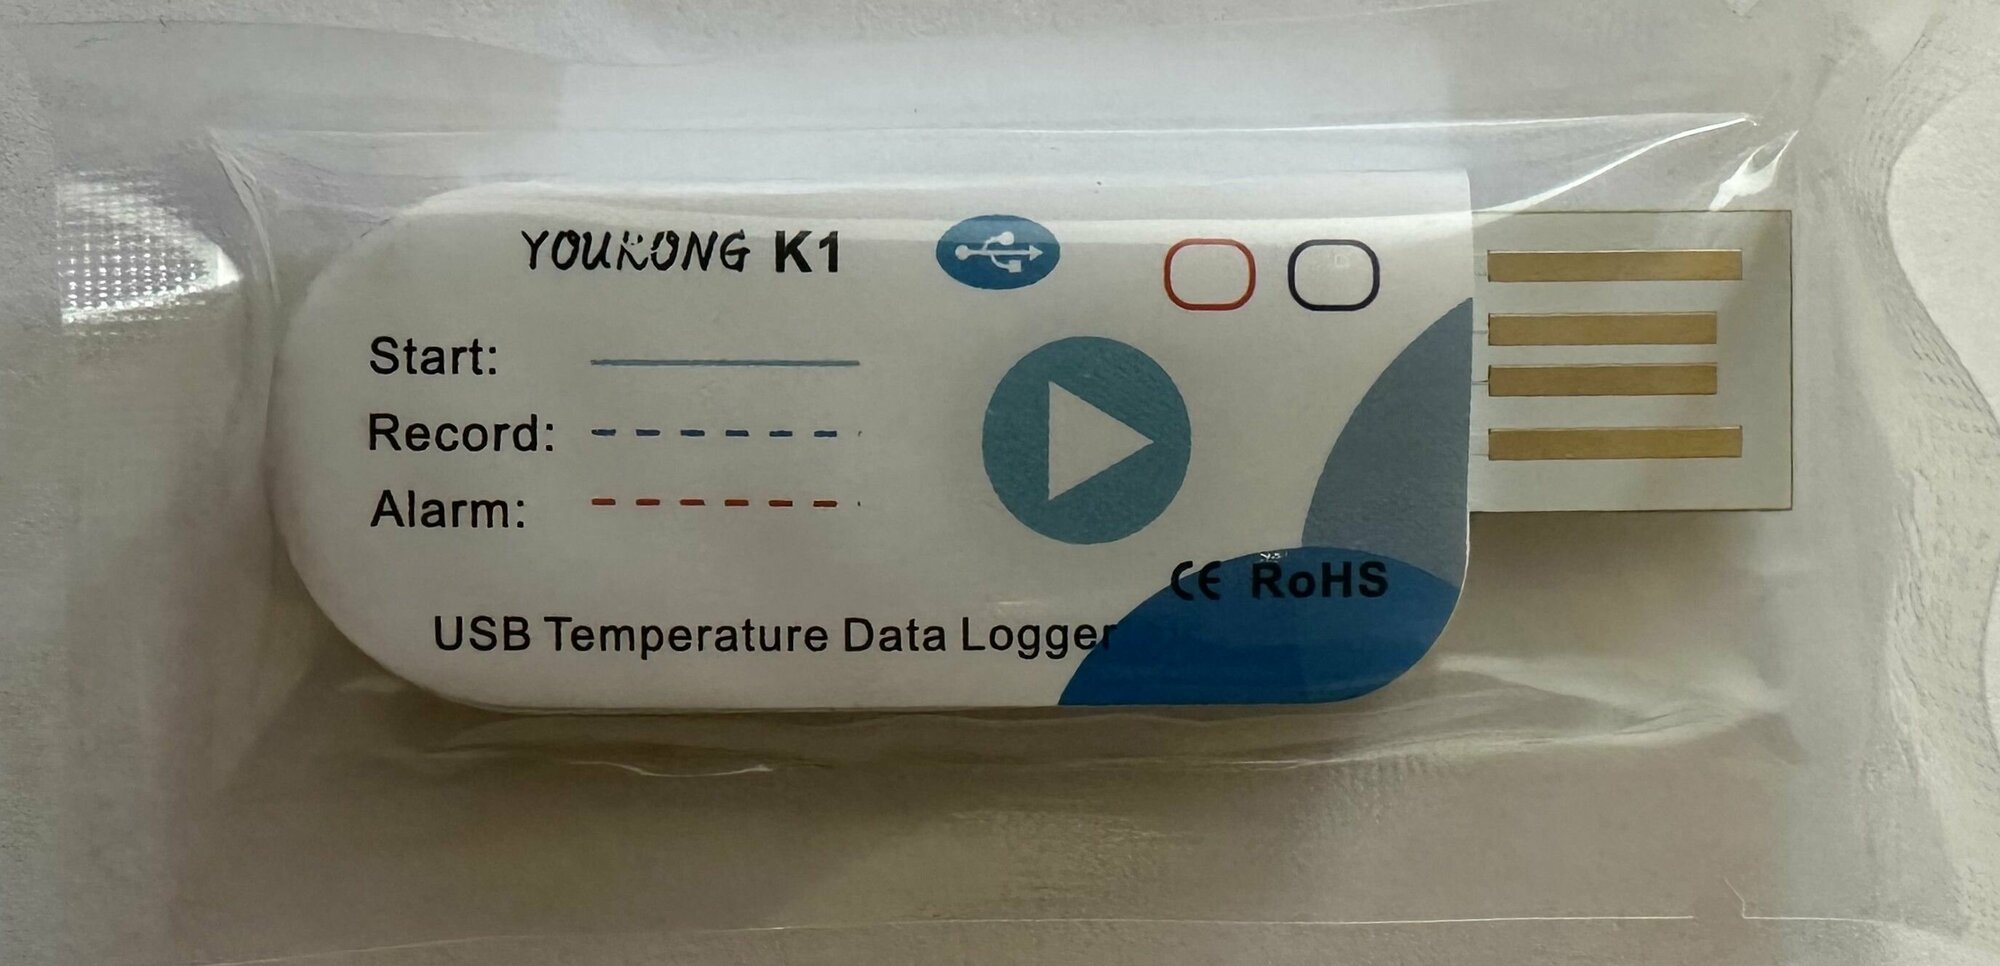 YOUKONG K1
Start:
Record:
Alarm:
CE RoHS
USB Temperature Data Logger